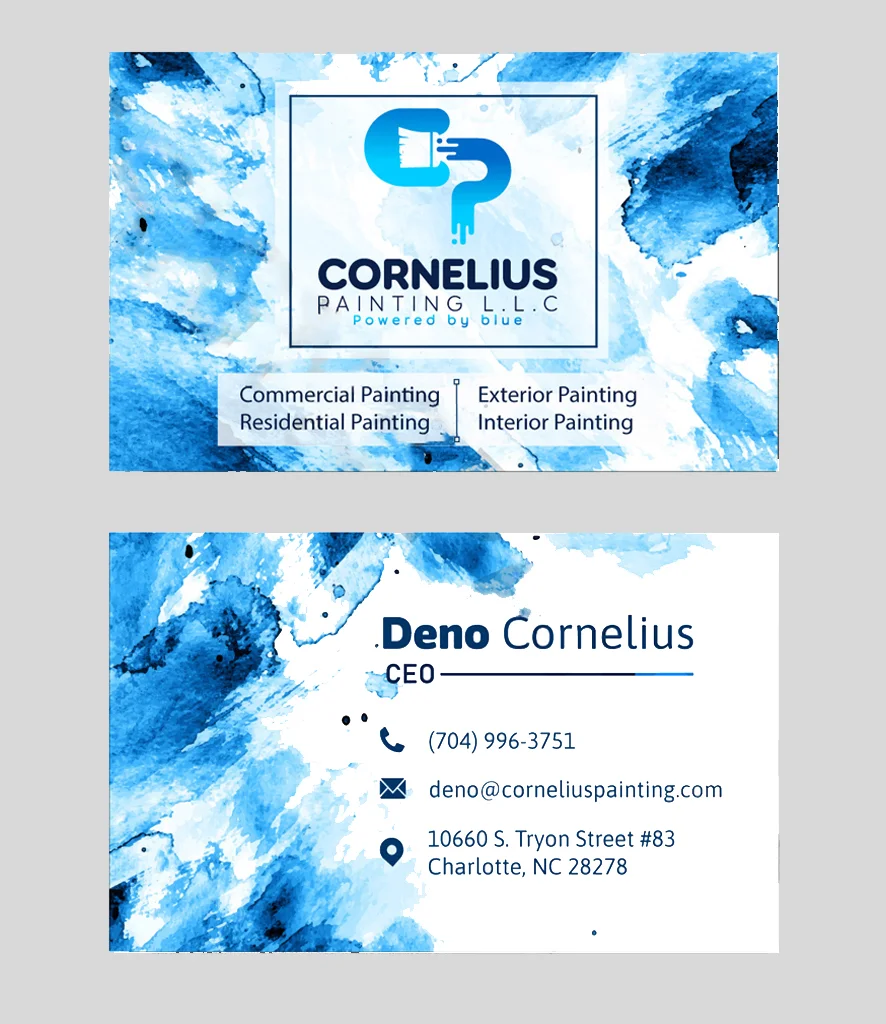 CORNELIUS
PAINTING L.L.C
Powered by blue
Commercial Painting
Residential Painting
Exterior Painting
Interior Painting
Deno Cornelius
CEO
(704) 996-3751
deno@corneliuspainting.com
10660 S. Tryon Street #83
Charlotte, NC 28278